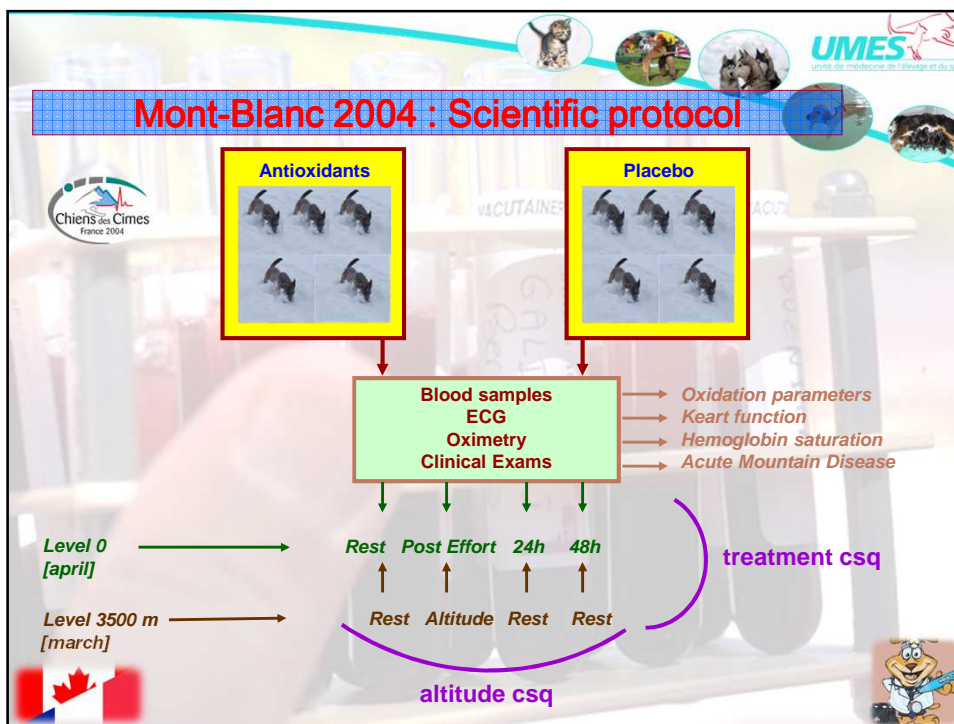 UMES
unité de médecine de l'élevage et du sport
Mont-Blanc 2004 : Scientific protocol
Chiens des Cimes
France 2004
Antioxidants
Placebo
VACUTAINER
Blood samples
ECG
Oximetry
Clinical Exams
Oxidation parameters
Keart function
Hemoglobin saturation
Acute Mountain Disease
Level 0
[april]
Rest Post Effort 24h 48h
treatment csq
Level 3500 m
[march]
Rest Altitude Rest Rest
altitude csq